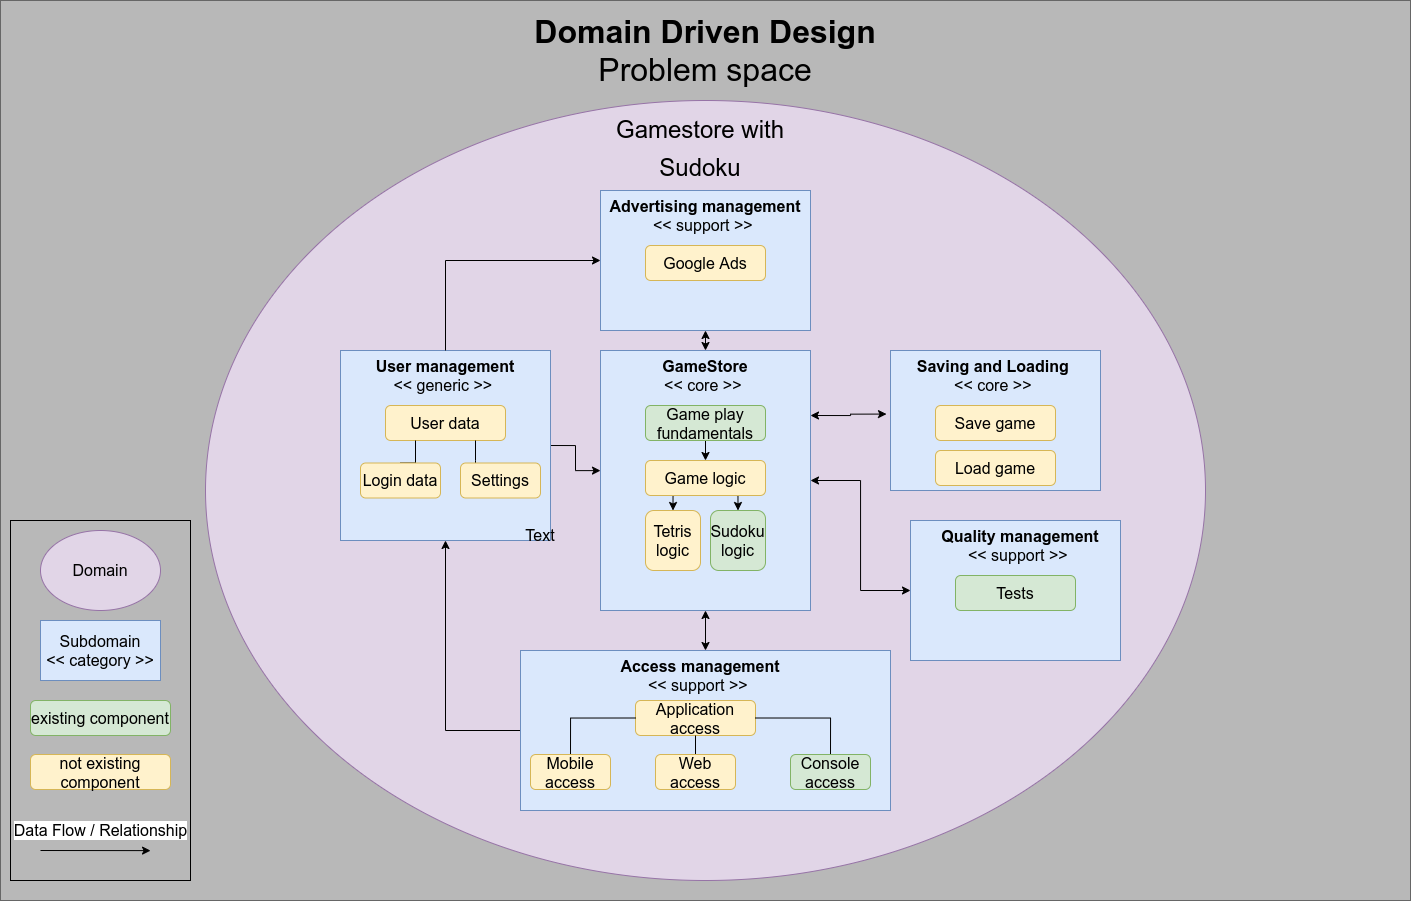 Domain Driven Design
Problem space
Gamestore with
Sudoku
Advertising management
<< support >>
Google Ads
User management
<< generic >>
User data
Login data
Settings
Text
GameStore
<< core >>
Game play
fundamentals
Game logic
Tetris
logic
Sudoku
logic
Saving and Loading
<< core >>
Save game
Load game
Quality management
<< support >>
Tests
Access management
<< support >>
Application
access
Mobile
access
Web
access
Console
access
Domain
Subdomain
<< category >>
existing component
not existing
component
Data Flow / Relationship